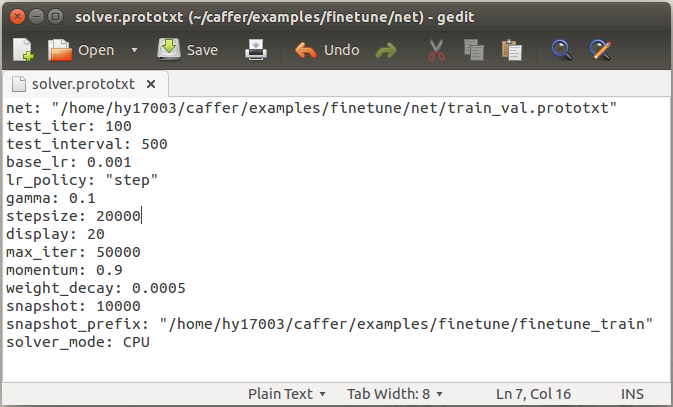 solver.prototxt (~/caffer/examples/finetune/net) - gedit
Open Save Undo
solver.prototxt
net: "/home/hy17003/caffer/examples/finetune/net/train_val.prototxt"
test_iter: 100
test_interval: 500
base_lr: 0.001
lr_policy: "step"
gamma: 0.1
stepsize: 20000
display: 20
max_iter: 50000
momentum: 0.9
weight_decay: 0.0005
snapshot: 10000
snapshot_prefix: "/home/hy17003/caffer/examples/finetune/finetune_train"
solver_mode: CPU
Plain Text Tab Width: 8 Ln 7, Col 16 INS